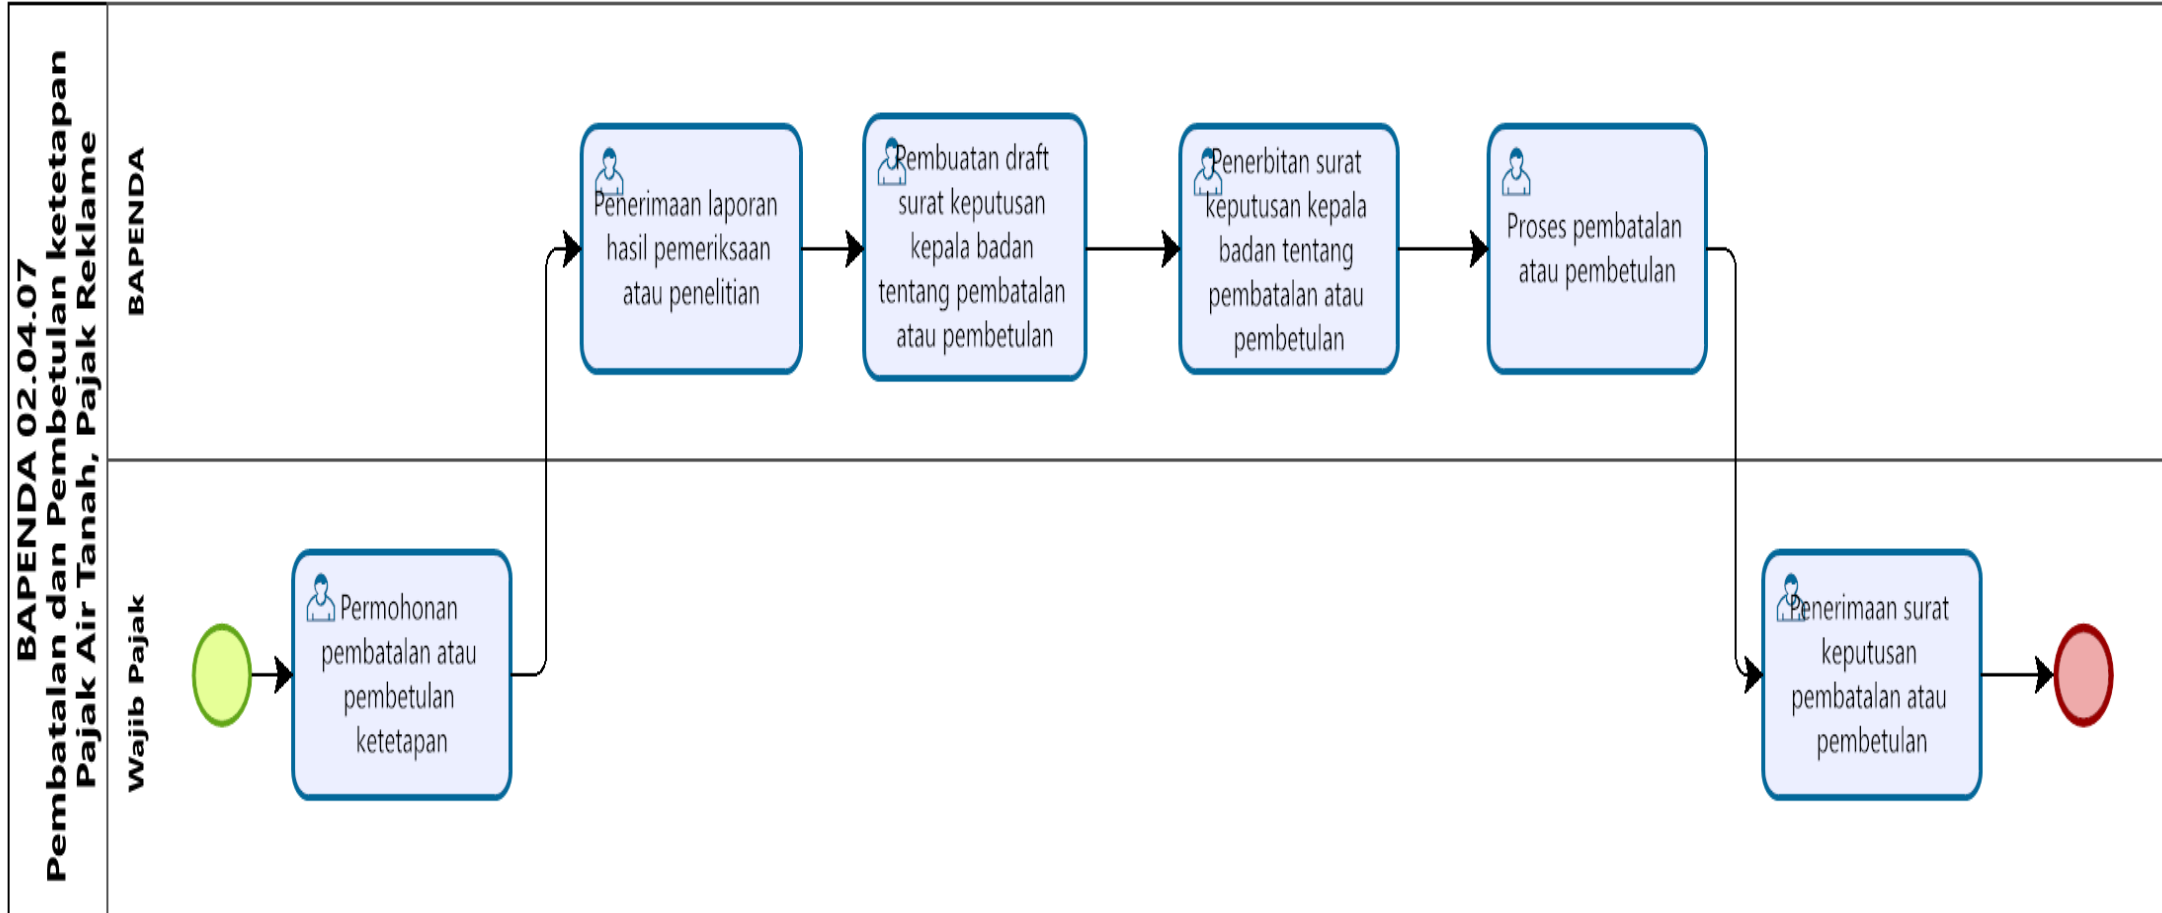 BAPENDA 02.04.07
Pembatalan dan Pembetulan ketetapan
Pajak Air Tanah, Pajak Reklame
BAPENDA
Penerimaan laporan
hasil pemeriksaan
atau penelitian
Pembuatan draft
surat keputusan
kepala badan
tentang pembatalan
atau pembetulan
Penerbitan surat
keputusan kepala
badan tentang
pembatalan atau
pembetulan
Proses pembatalan
atau pembetulan
Wajib Pajak
Permohonan
pembatalan atau
pembetulan
ketetapan
Penerimaan surat
keputusan
pembatalan atau
pembetulan